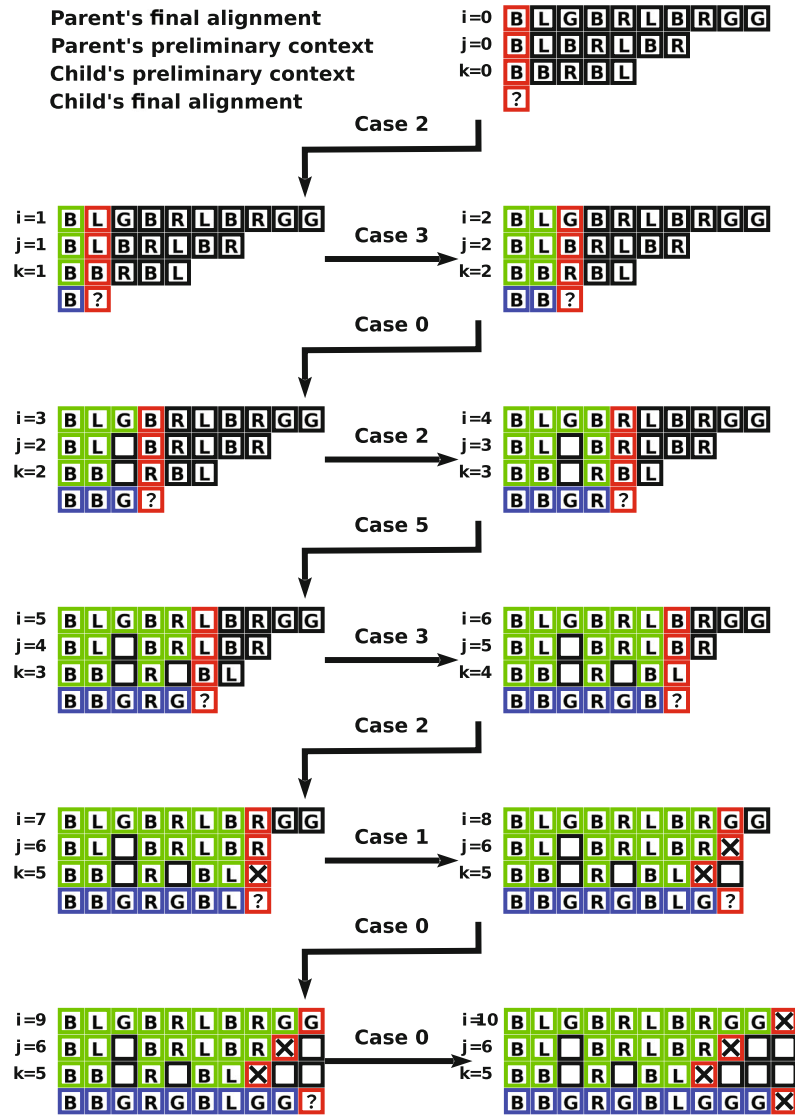 Parent's final alignment i=0 B L G B R L B R G G
Parent's preliminary context j=0 B L B R L B R
Child's preliminary context k=0 B B R B L
Child's final alignment ?
Case 2
i=1 B L G B R L B R G G
j=1 B L B R L B R
k=1 B B R B L
B ?
Case 3
i=2 B L G B R L B R G G
j=2 B L B R L B R
k=2 B B R B L
B B ?
Case 0
i=3 B L G B R L B R G G
j=2 B L B R L B R
k=2 B B R B L
B B G ?
Case 2
i=4 B L G B R L B R G G
j=3 B L B R L B R
k=3 B B R B L
B B G R ?
Case 5
i=5 B L G B R L B R G G
j=4 B L B R L B R
k=3 B B R B L
B B G R G ?
Case 3
i=6 B L G B R L B R G G
j=5 B L B R L B R
k=4 B B R B L
B B G R G B ?
Case 2
i=7 B L G B R L B R G G
j=6 B L B R L B R
k=5 B B R B L X
B B G R G B L ?
Case 1
i=8 B L G B R L B R G G
j=6 B L B R L B R X
k=5 B B R B L X
B B G R G B L G ?
Case 0
i=9 B L G B R L B R G G
j=6 B L B R L B R X
k=5 B B R B L X
B B G R G B L G G ?
Case 0
i=10 B L G B R L B R G G X
j=6 B L B R L B R X
k=5 B B R B L X
B B G R G B L G G G X